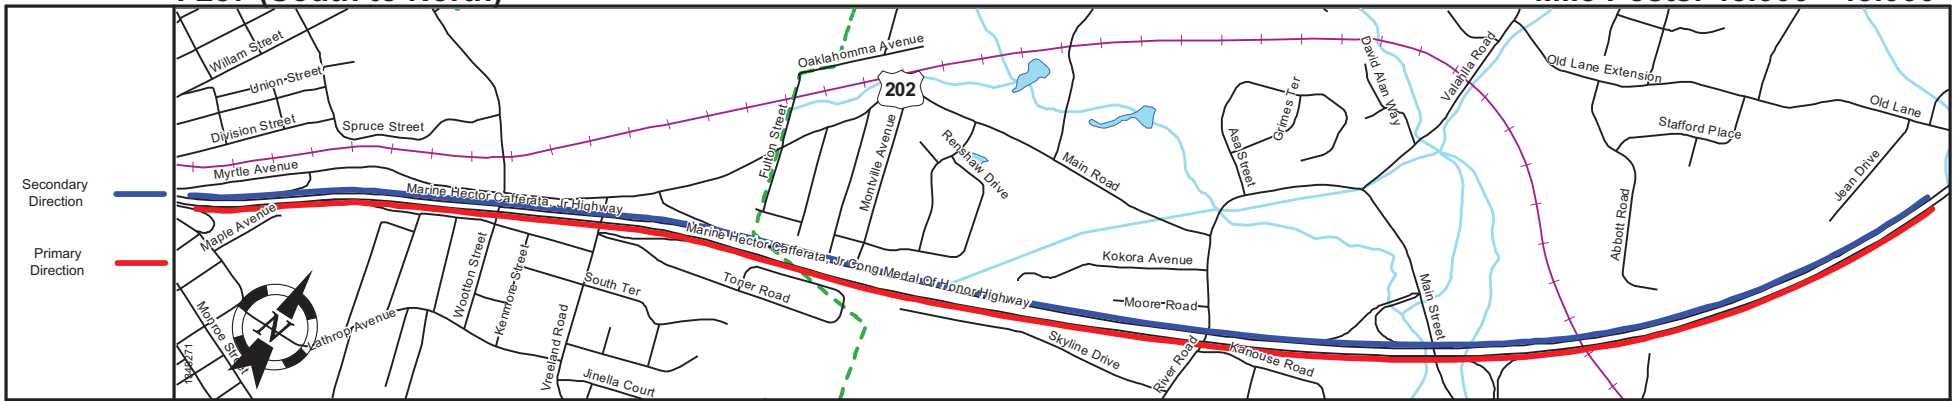 Willam Street
Union Street
Division Street
Spruce Street
Myrtle Avenue
Oaklahomma Avenue
202
Fulton Street
Montville Avenue
Renshaw Drive
Main Road
Asa Street
Grimes Ter
David Alan Way
Valahlla Road
Old Lane Extension
Old Lane
Stafford Place
Jean Drive
Abbott Road
Secondary
Direction
Primary
Direction
Marine Hector Cafferata, Jr Highway
Marine Hector Cafferata, Jr Cong Medal Of Honor Highway
Maple Avenue
Monroe Street
N
Lathrop Avenue
Wootton Street
Kenmore Street
South Ter
Vreeland Road
Jinella Court
Toner Road
Kokora Avenue
Moore Road
Skyline Drive
River Road
Kanouse Road
Main Street